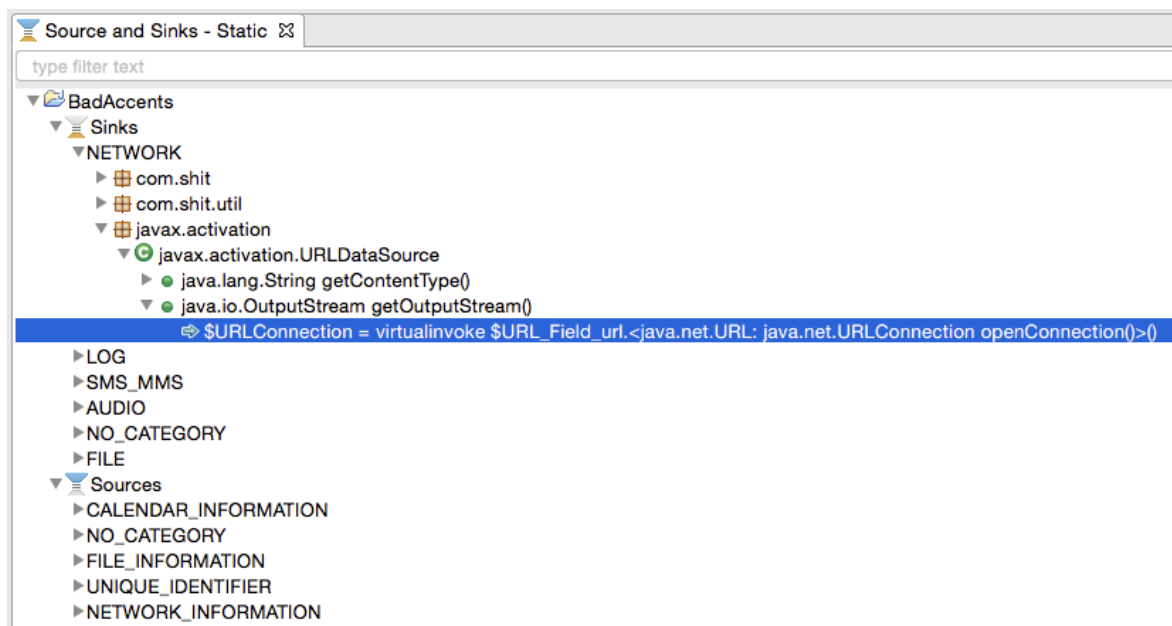 Source and Sinks - Static
type filter text
BadAccents
Sinks
NETWORK
com.shit
com.shit.util
javax.activation
javax.activation.URLDataSource
java.lang.String getContentType()
java.io.OutputStream getOutputStream()
$URLConnection = virtualinvoke $URL_Field_url.<java.net.URL: java.net.URLConnection openConnection()>()
LOG
SMS_MMS
AUDIO
NO_CATEGORY
FILE
Sources
CALENDAR_INFORMATION
NO_CATEGORY
FILE_INFORMATION
UNIQUE_IDENTIFIER
NETWORK_INFORMATION